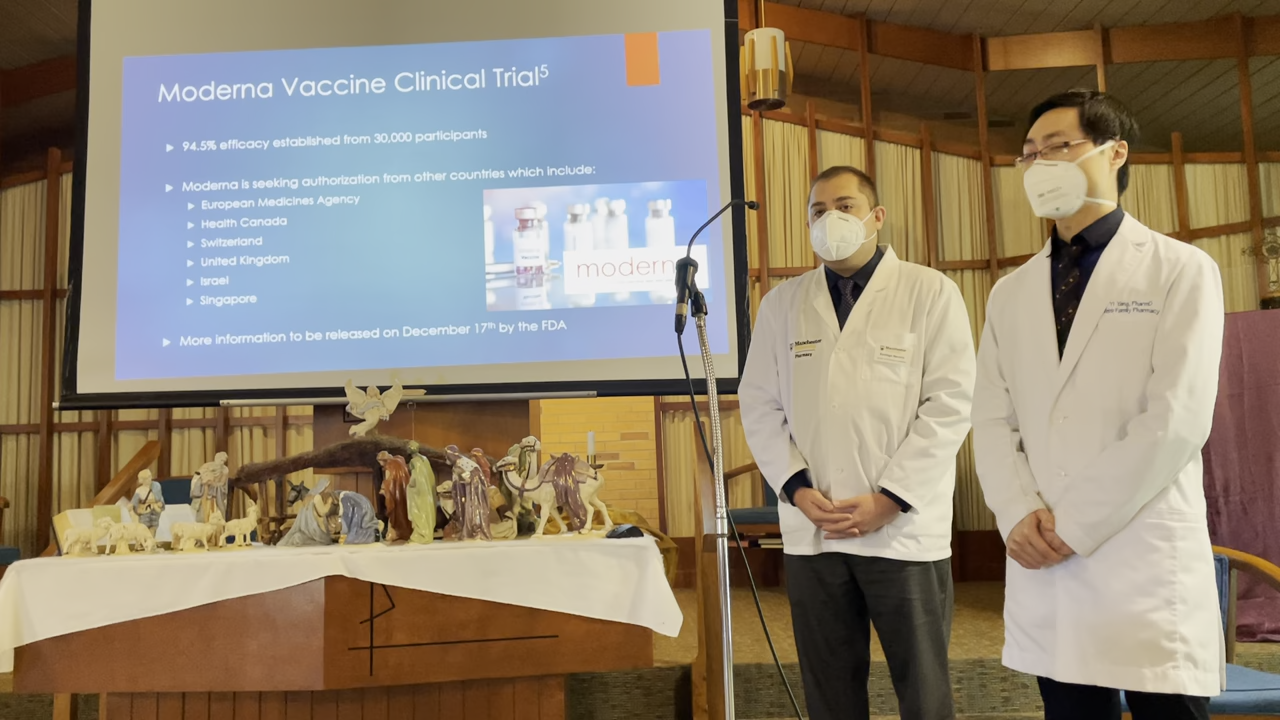 Moderna Vaccine Clinical Trial5
94.5% efficacy established from 30,000 participants
Moderna is seeking authorization from other countries which include:
European Medicines Agency
Health Canada
Switzerland
United Kingdom
Israel
Singapore
More information to be released on December 17th by the FDA
moderna
Manchester
Pharmacy
PharmD
Family Pharmacy